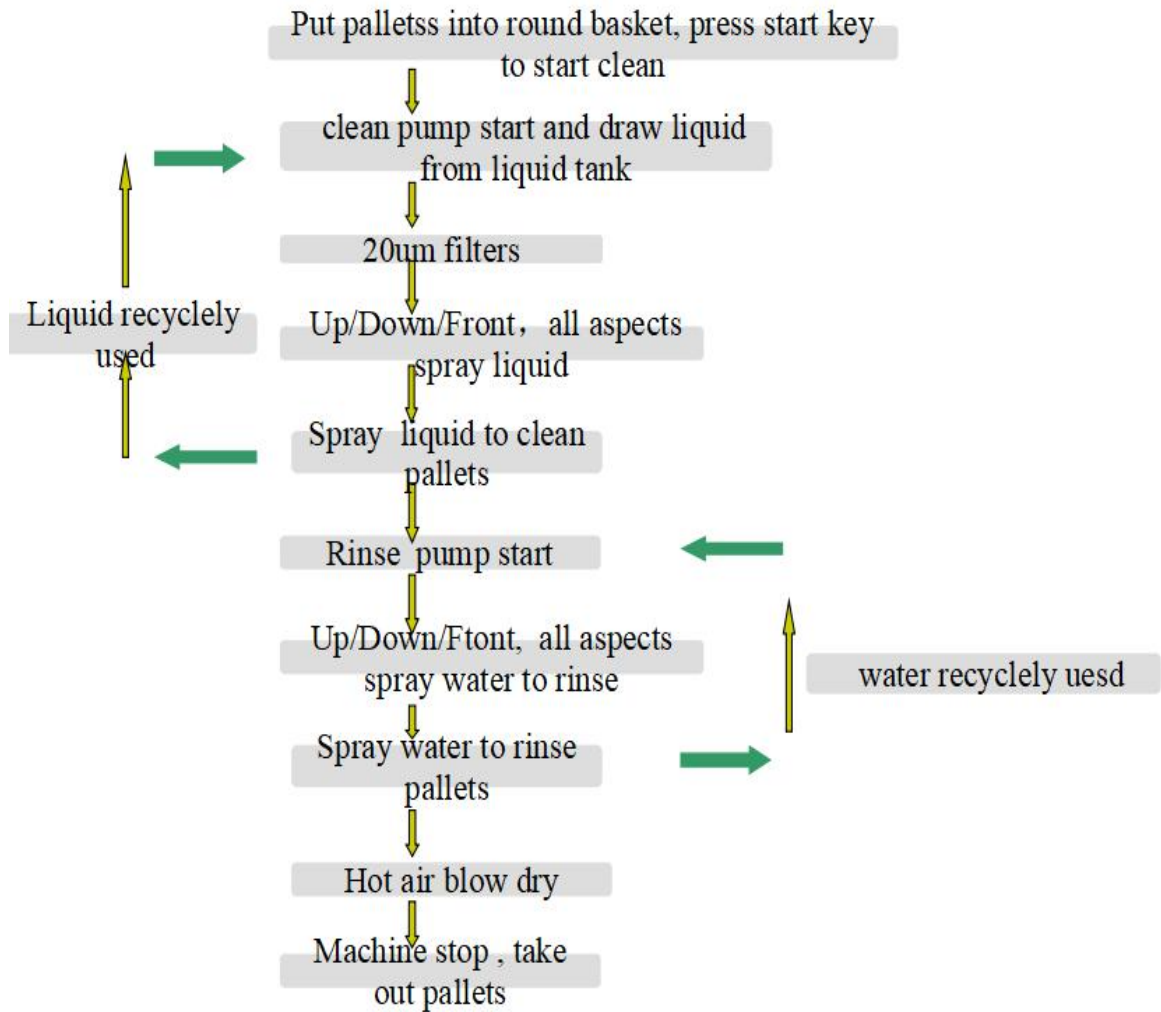 Put palletss into round basket, press start key
to start clean
clean pump start and draw liquid
from liquid tank
20um filters
Liquid recyclely
used
Up/Down/Front，all aspects
spray liquid
Spray liquid to clean
pallets
Rinse pump start
Up/Down/Ftont, all aspects
spray water to rinse
water recyclely uesd
Spray water to rinse
pallets
Hot air blow dry
Machine stop , take
out pallets